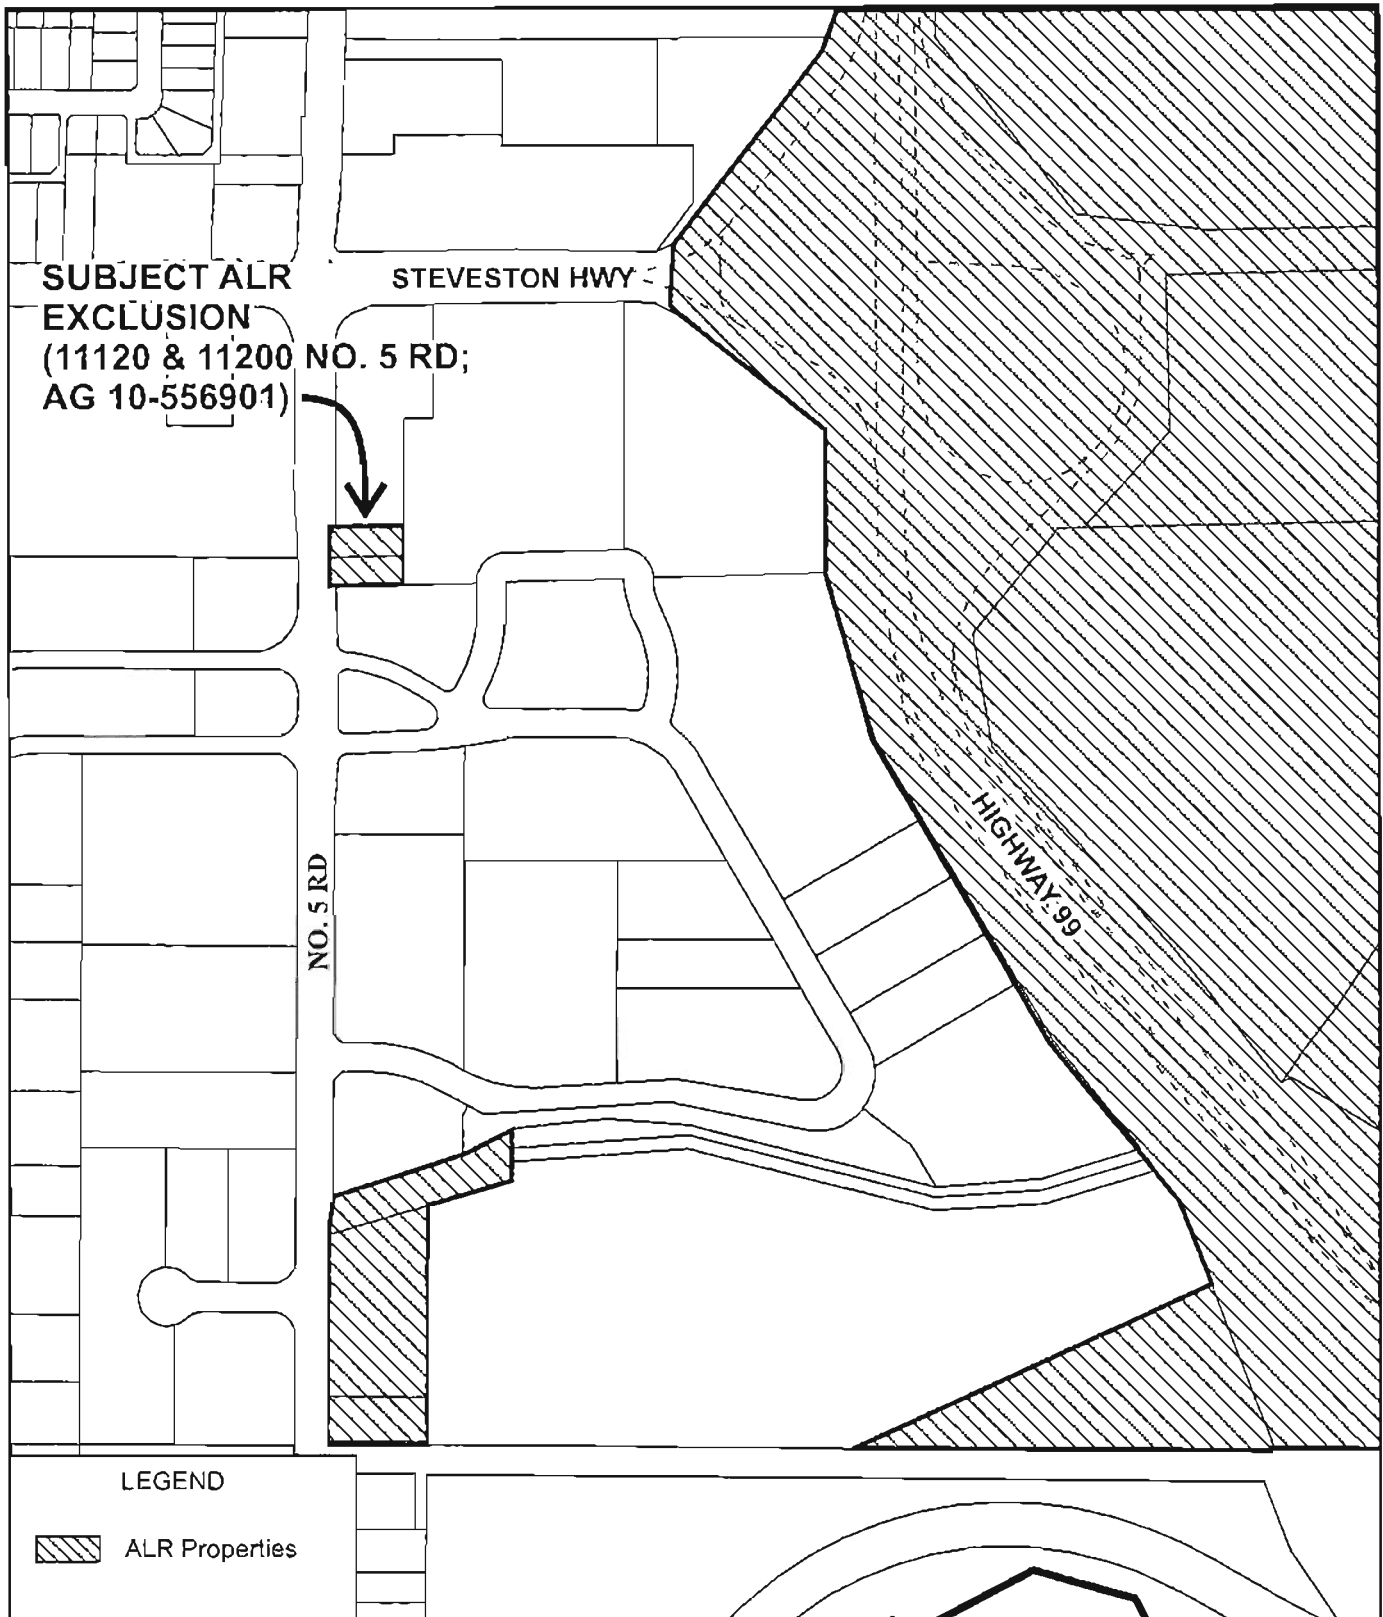 SUBJECT ALR
EXCLUSION
(11120 & 11200 NO. 5 RD;
AG 10-556901)
STEVESTON HWY
HIGHWAY 99
NO. 5 RD
LEGEND
ALR Properties